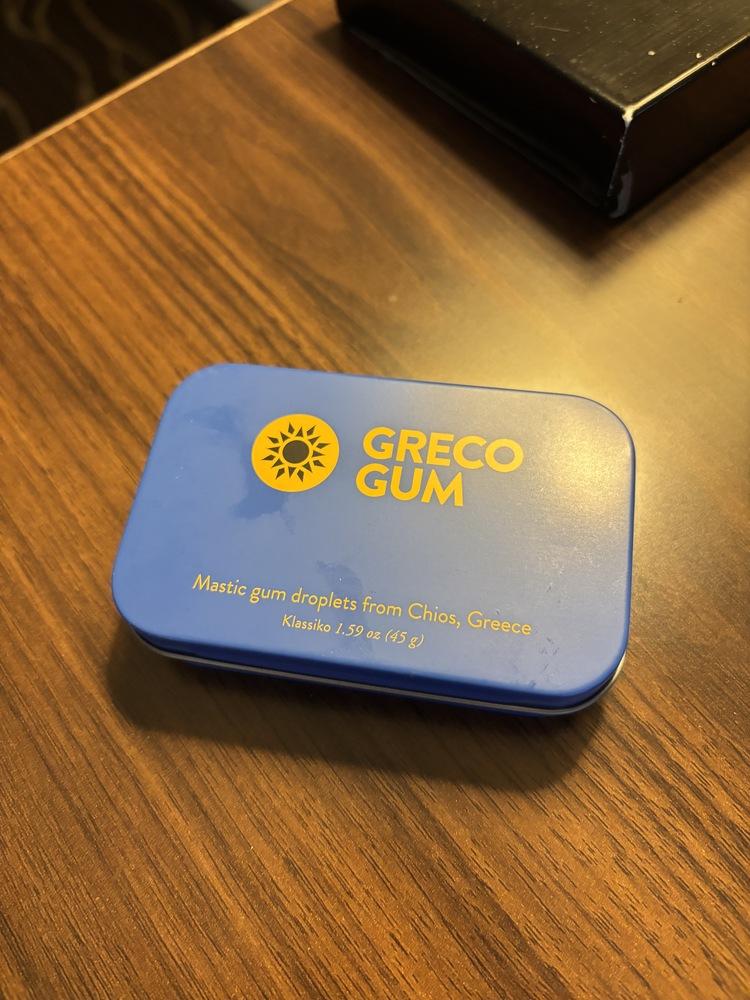 GRECO
GUM
Mastic gum droplets from Chios, Greece
Klassiko 1.59 oz (45 g)